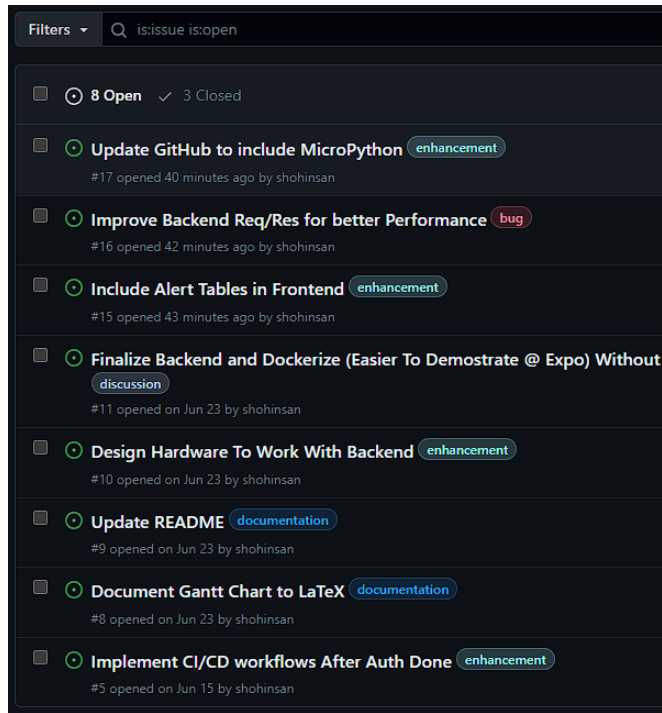 Filters
is:issue is:open
8 Open 3 Closed
Update GitHub to include MicroPython enhancement
#17 opened 40 minutes ago by shohinsan
Improve Backend Req/Res for better Performance bug
#16 opened 42 minutes ago by shohinsan
Include Alert Tables in Frontend enhancement
#15 opened 43 minutes ago by shohinsan
Finalize Backend and Dockerize (Easier To Demostrate @ Expo) Without
discussion
#11 opened on Jun 23 by shohinsan
Design Hardware To Work With Backend enhancement
#10 opened on Jun 23 by shohinsan
Update README documentation
#9 opened on Jun 23 by shohinsan
Document Gantt Chart to LaTeX documentation
#8 opened on Jun 23 by shohinsan
Implement CI/CD workflows After Auth Done enhancement
#5 opened on Jun 15 by shohinsan